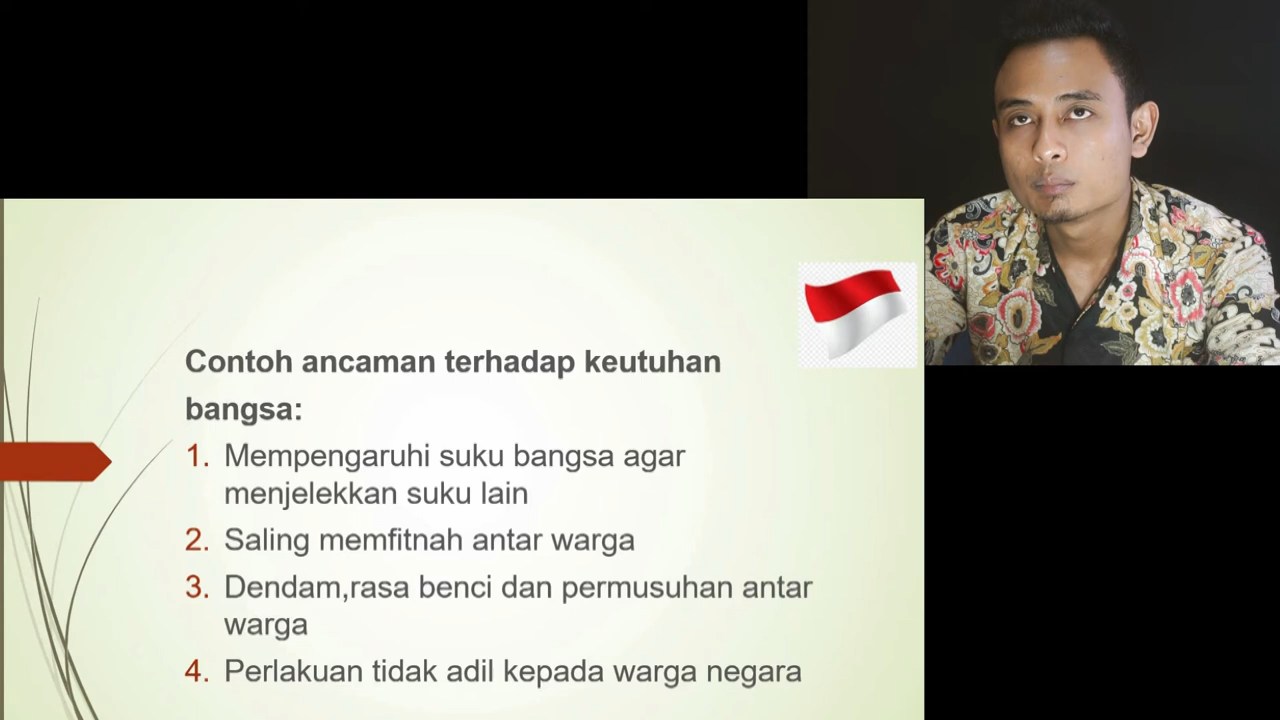 Contoh ancaman terhadap keutuhan
bangsa:
1. Mempengaruhi suku bangsa agar
menjelekkan suku lain
2. Saling memfitnah antar warga
3. Dendam,rasa benci dan permusuhan antar
warga
4. Perlakuan tidak adil kepada warga negara